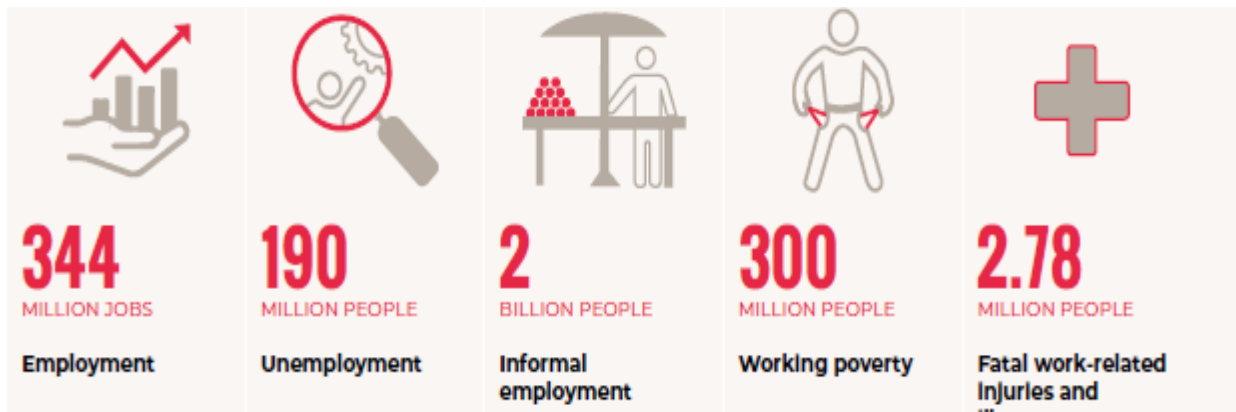 344
MILLION JOBS
Employment
190
MILLION PEOPLE
Unemployment
2
BILLION PEOPLE
Informal
employment
300
MILLION PEOPLE
Working poverty
2.78
MILLION PEOPLE
Fatal work-related
injuries and